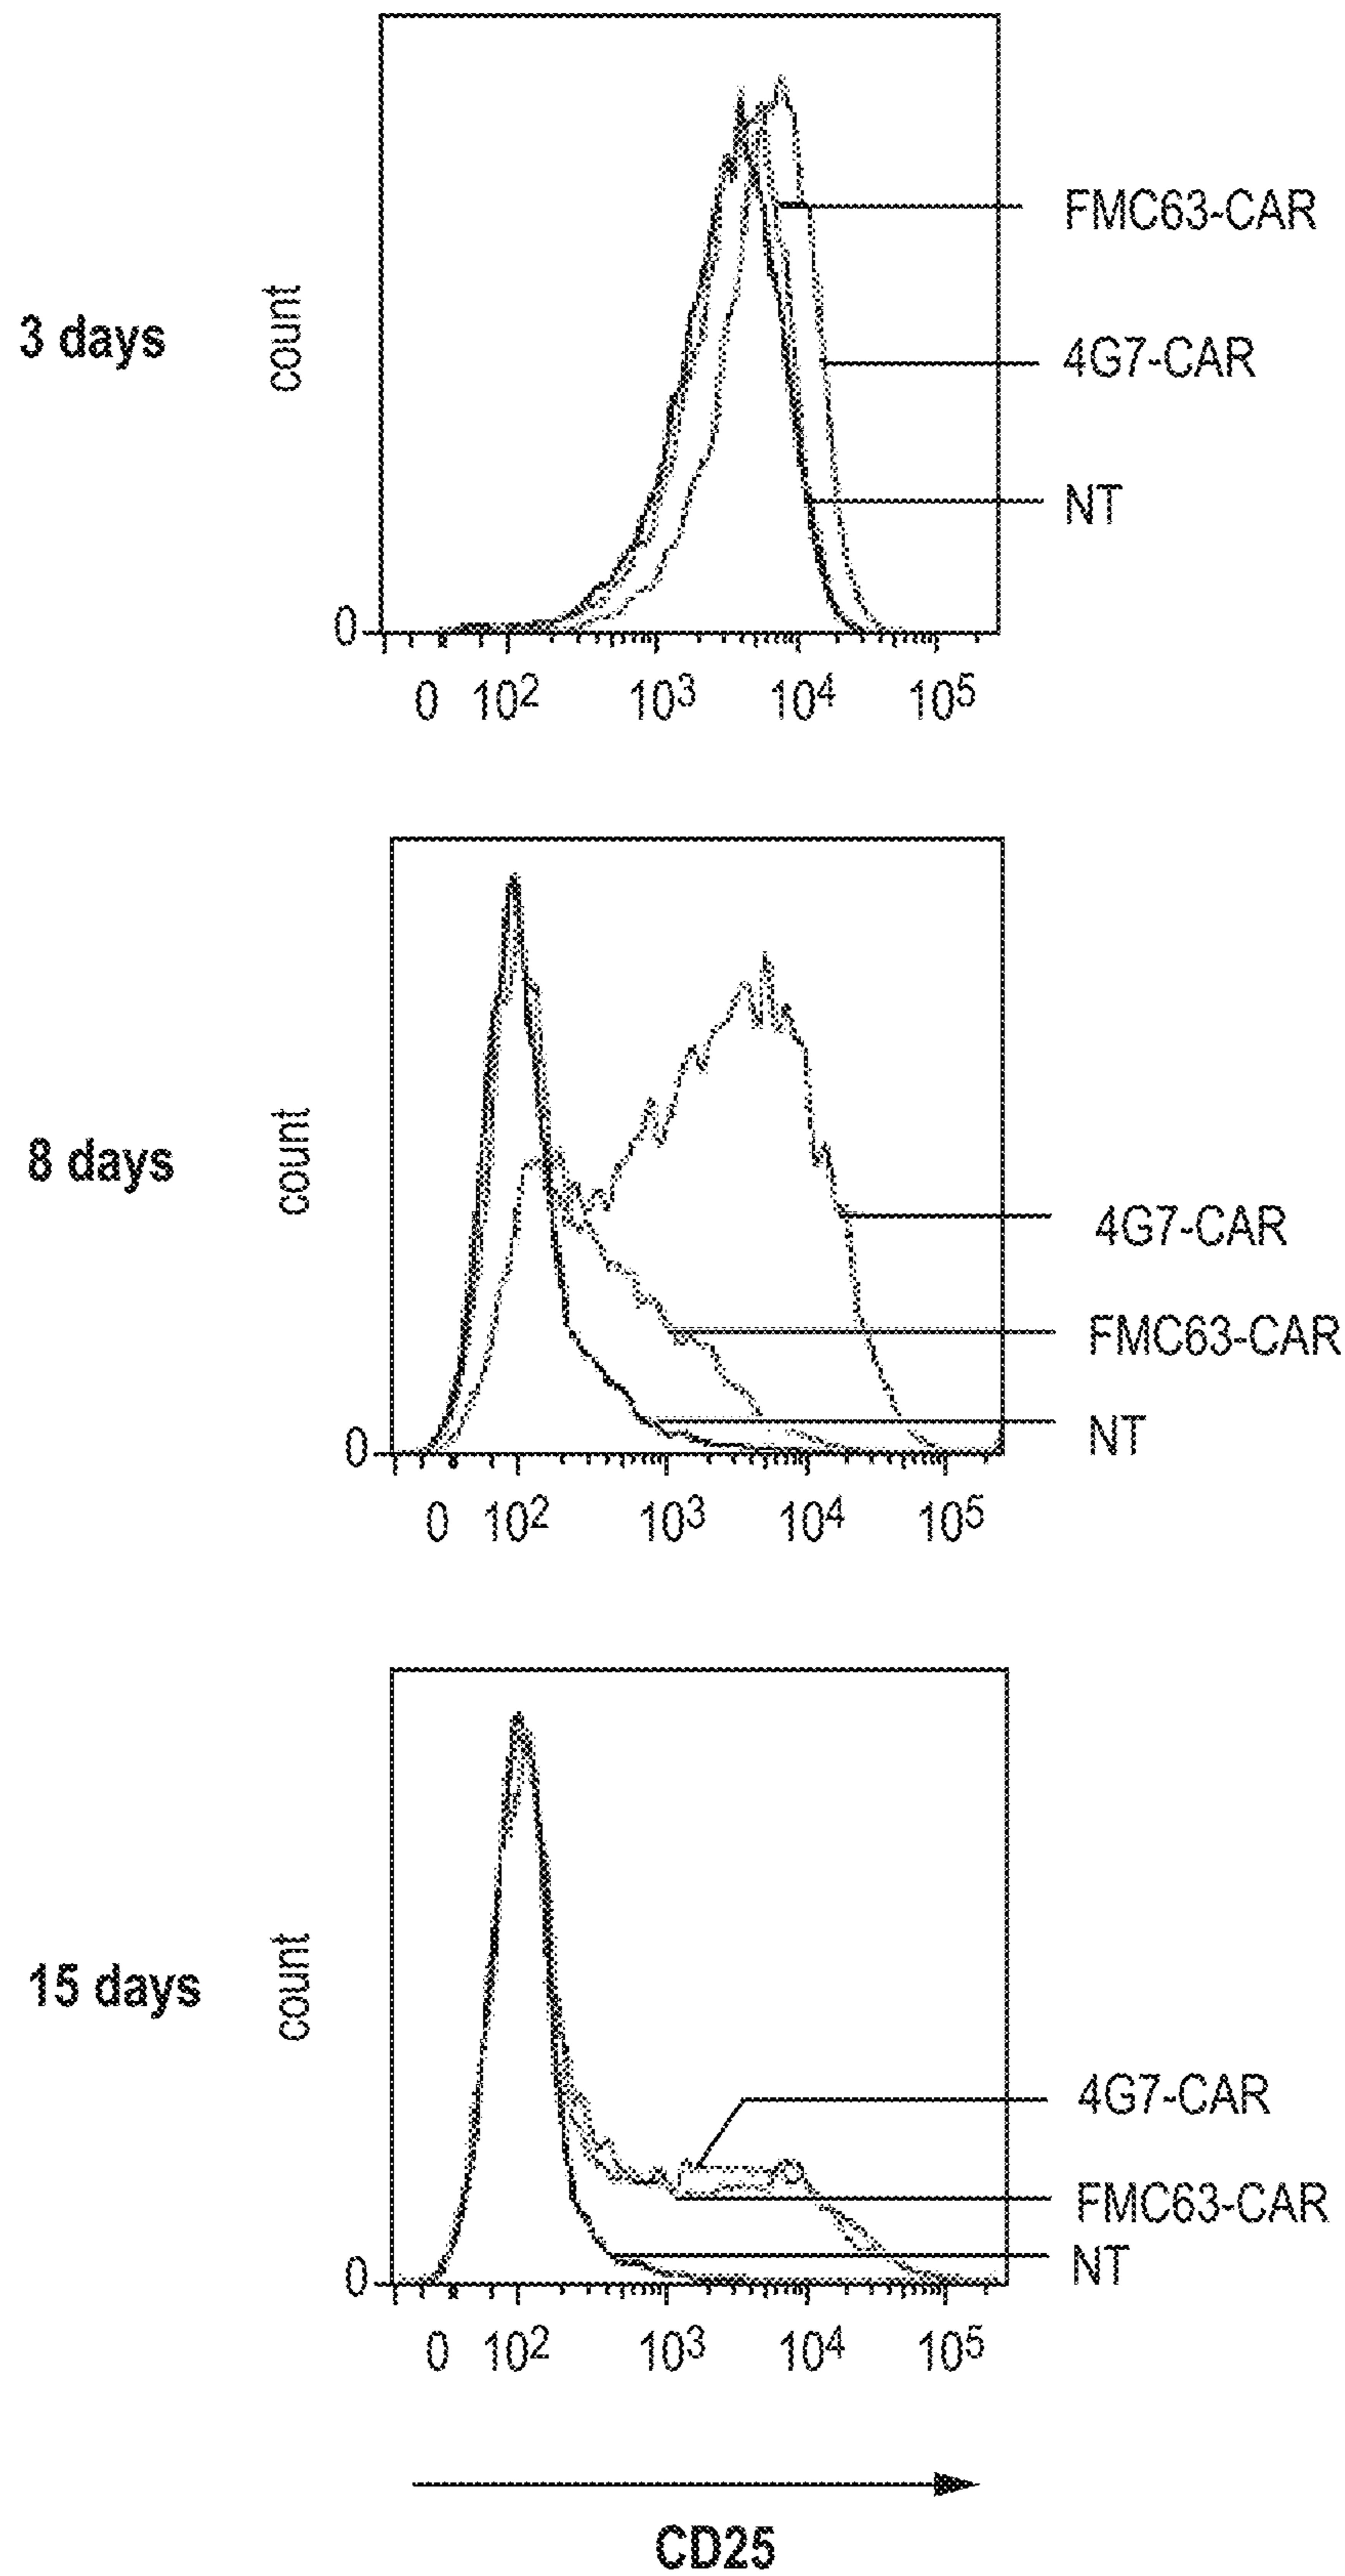 3 days
count
FMC63-CAR
4G7-CAR
NT
0
0 10² 10³ 10⁴ 10⁵
8 days
count
4G7-CAR
FMC63-CAR
NT
0
0 10² 10³ 10⁴ 10⁵
15 days
count
4G7-CAR
FMC63-CAR
NT
0
0 10² 10³ 10⁴ 10⁵
CD25